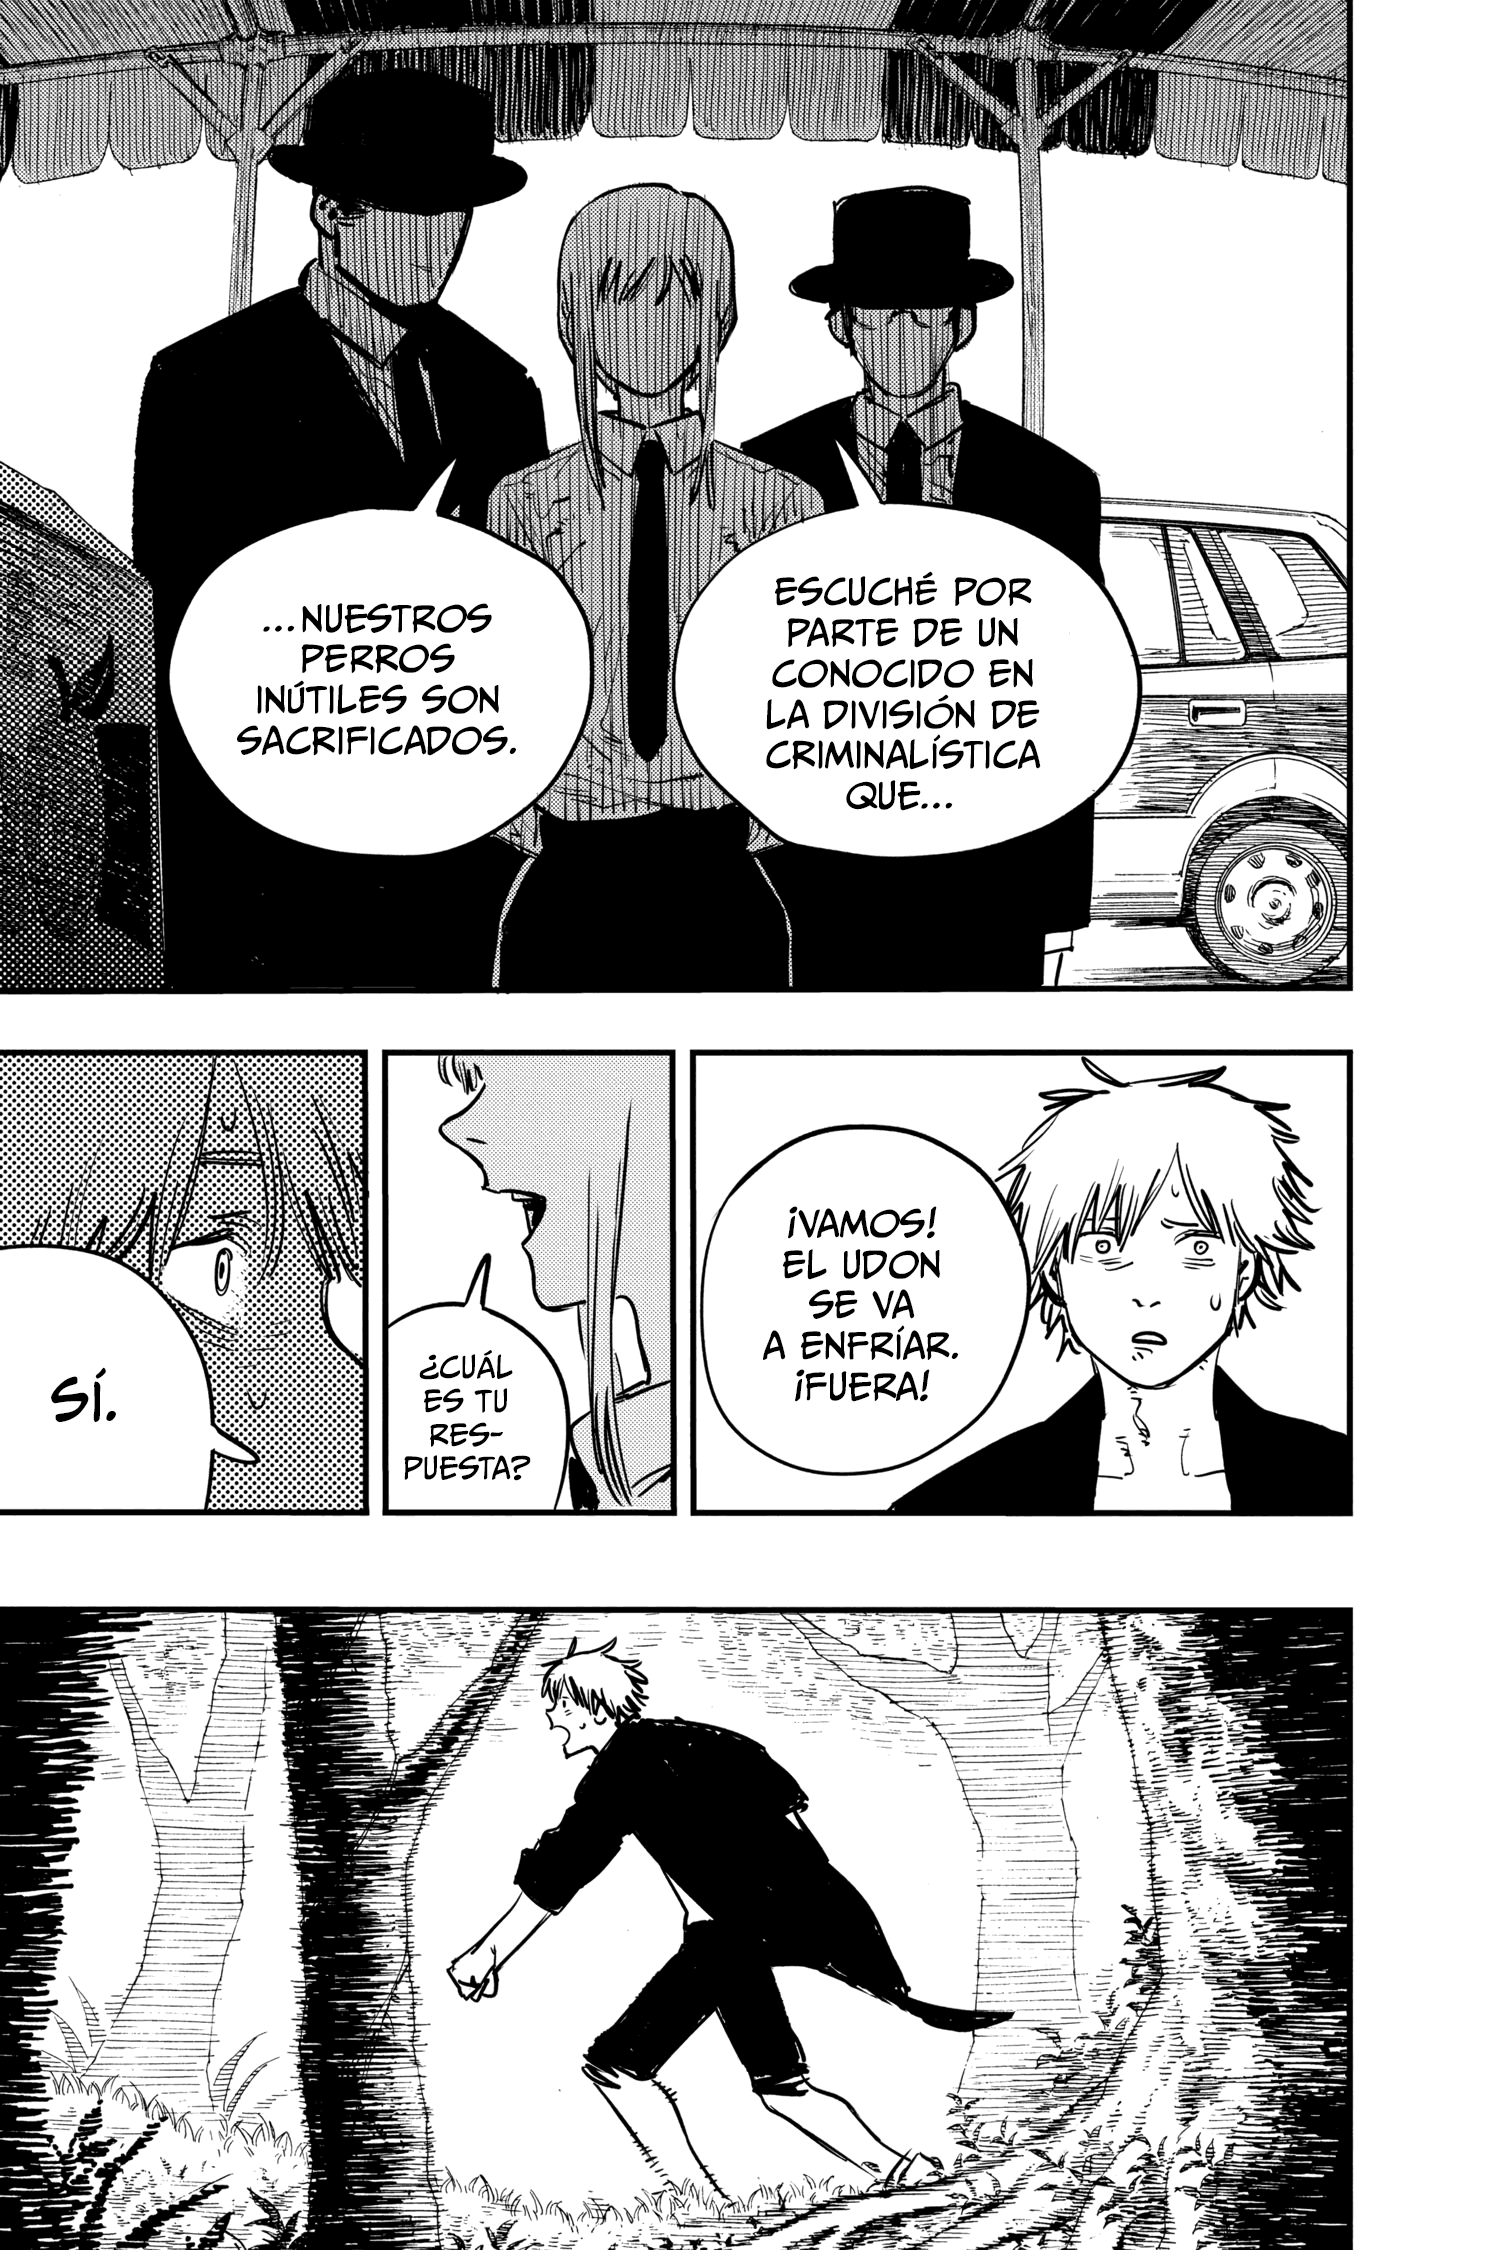 ESCUCHÉ POR
PARTE DE UN
CONOCIDO EN
LA DIVISIÓN DE
CRIMINALÍSTICA
QUE...
...NUESTROS
PERROS
INÚTILES SON
SACRIFICADOS.
¡VAMOS!
EL UDON
SE VA
A ENFRÍAR.
¡FUERA!
¿CUÁL
ES TU
RES-
PUESTA?
SÍ.